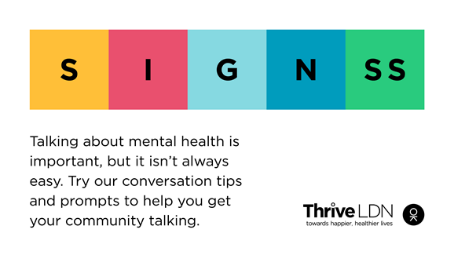 S I G N SS
Talking about mental health is
important, but it isn't always
easy. Try our conversation tips
and prompts to help you get
your community talking.
Thrive LDN
towards happier, healthier lives
OK